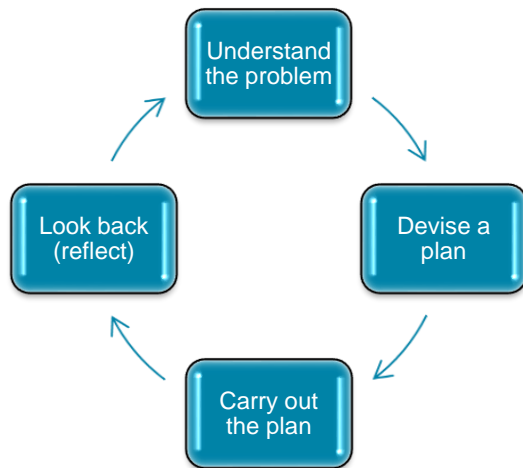 Understand
the problem
Devise a
plan
Carry out
the plan
Look back
(reflect)